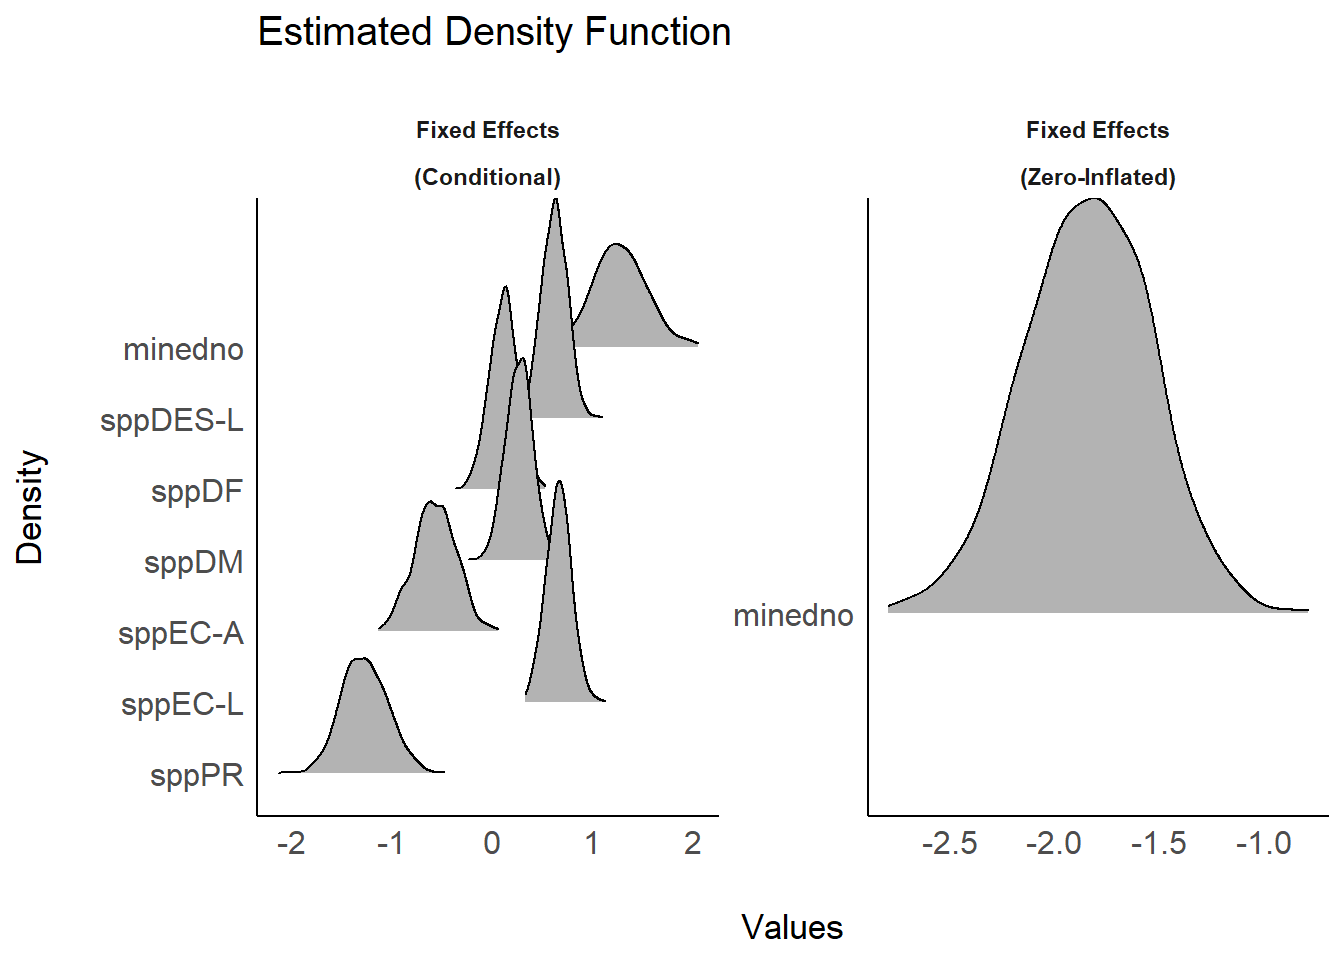 Estimated Density Function
Fixed Effects
(Conditional)
Fixed Effects
(Zero-Inflated)
Density
minedno
sppDES-L
sppDF
sppDM
sppEC-A
sppEC-L
sppPR
minedno
-2 -1 0 1 2
-2.5 -2.0 -1.5 -1.0
Values